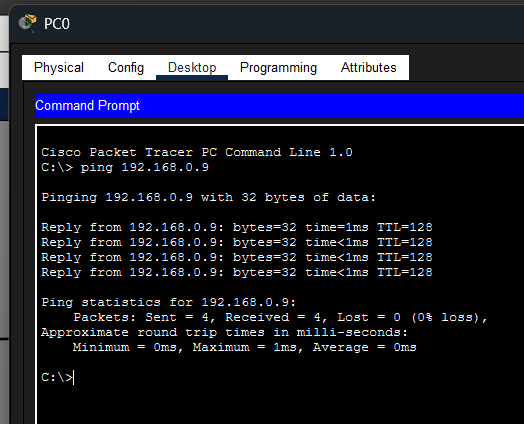 PC0
Physical Config Desktop Programming Attributes
Command Prompt
Cisco Packet Tracer PC Command Line 1.0
C:\> ping 192.168.0.9
Pinging 192.168.0.9 with 32 bytes of data:
Reply from 192.168.0.9: bytes=32 time=1ms TTL=128
Reply from 192.168.0.9: bytes=32 time<1ms TTL=128
Reply from 192.168.0.9: bytes=32 time<1ms TTL=128
Reply from 192.168.0.9: bytes=32 time<1ms TTL=128
Ping statistics for 192.168.0.9:
Packets: Sent = 4, Received = 4, Lost = 0 (0% loss),
Approximate round trip times in milli-seconds:
Minimum = 0ms, Maximum = 1ms, Average = 0ms
C:\>